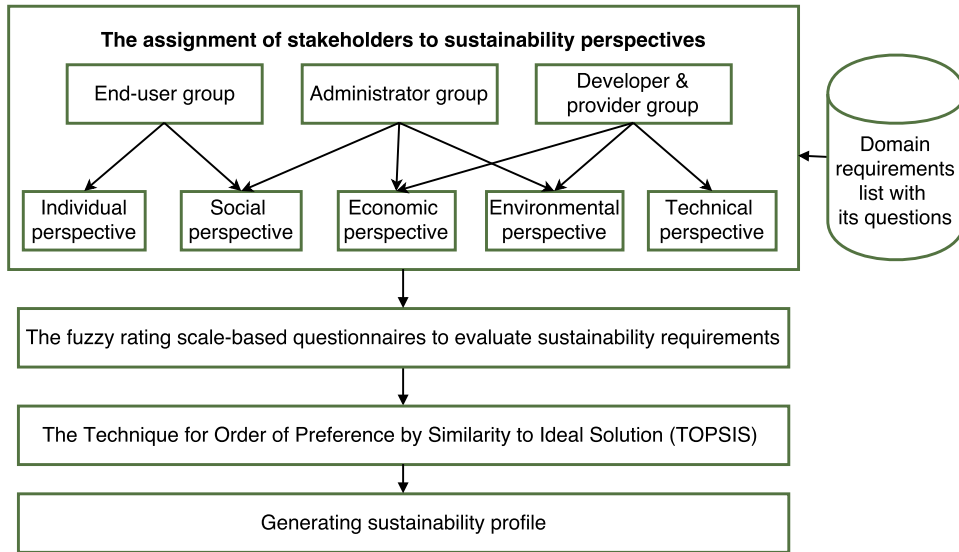 The assignment of stakeholders to sustainability perspectives
End-user group
Administrator group
Developer &
provider group
Individual
perspective
Social
perspective
Economic
perspective
Environmental
perspective
Technical
perspective
Domain
requirements
list with
its questions
The fuzzy rating scale-based questionnaires to evaluate sustainability requirements
The Technique for Order of Preference by Similarity to Ideal Solution (TOPSIS)
Generating sustainability profile